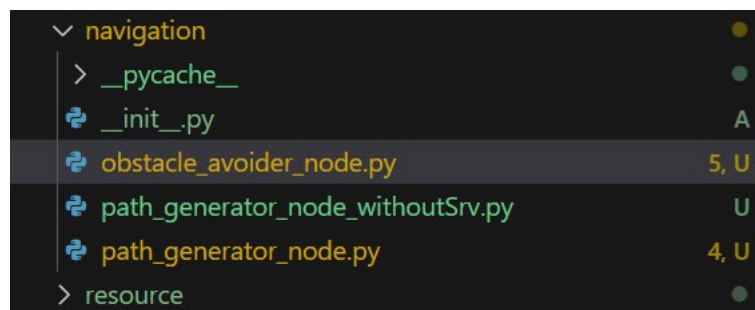 navigation
__pycache__
__init__.py A
obstacle_avoider_node.py 5, U
path_generator_node_withoutSrv.py U
path_generator_node.py 4, U
resource